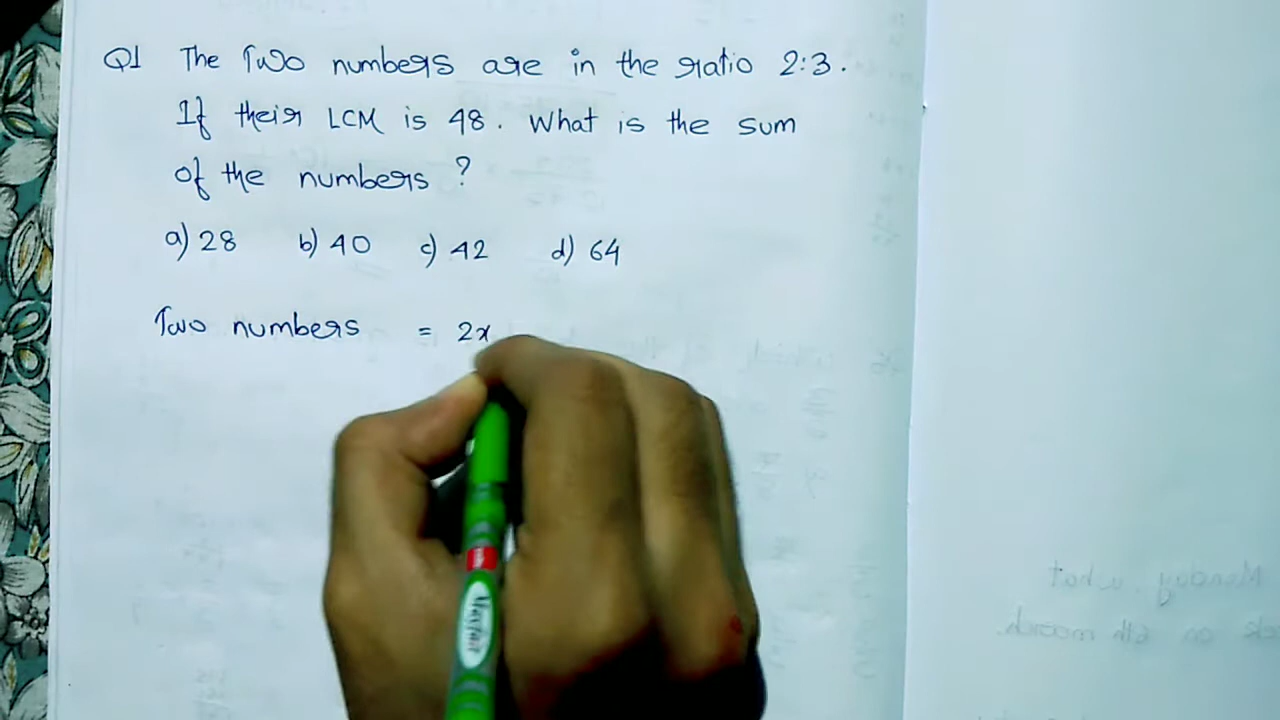 Q1 The Two numbers are in the ratio 2:3.
If their LCM is 48. What is the sum
of the numbers?
a) 28 b) 40 c) 42 d) 64
Two numbers = 2x